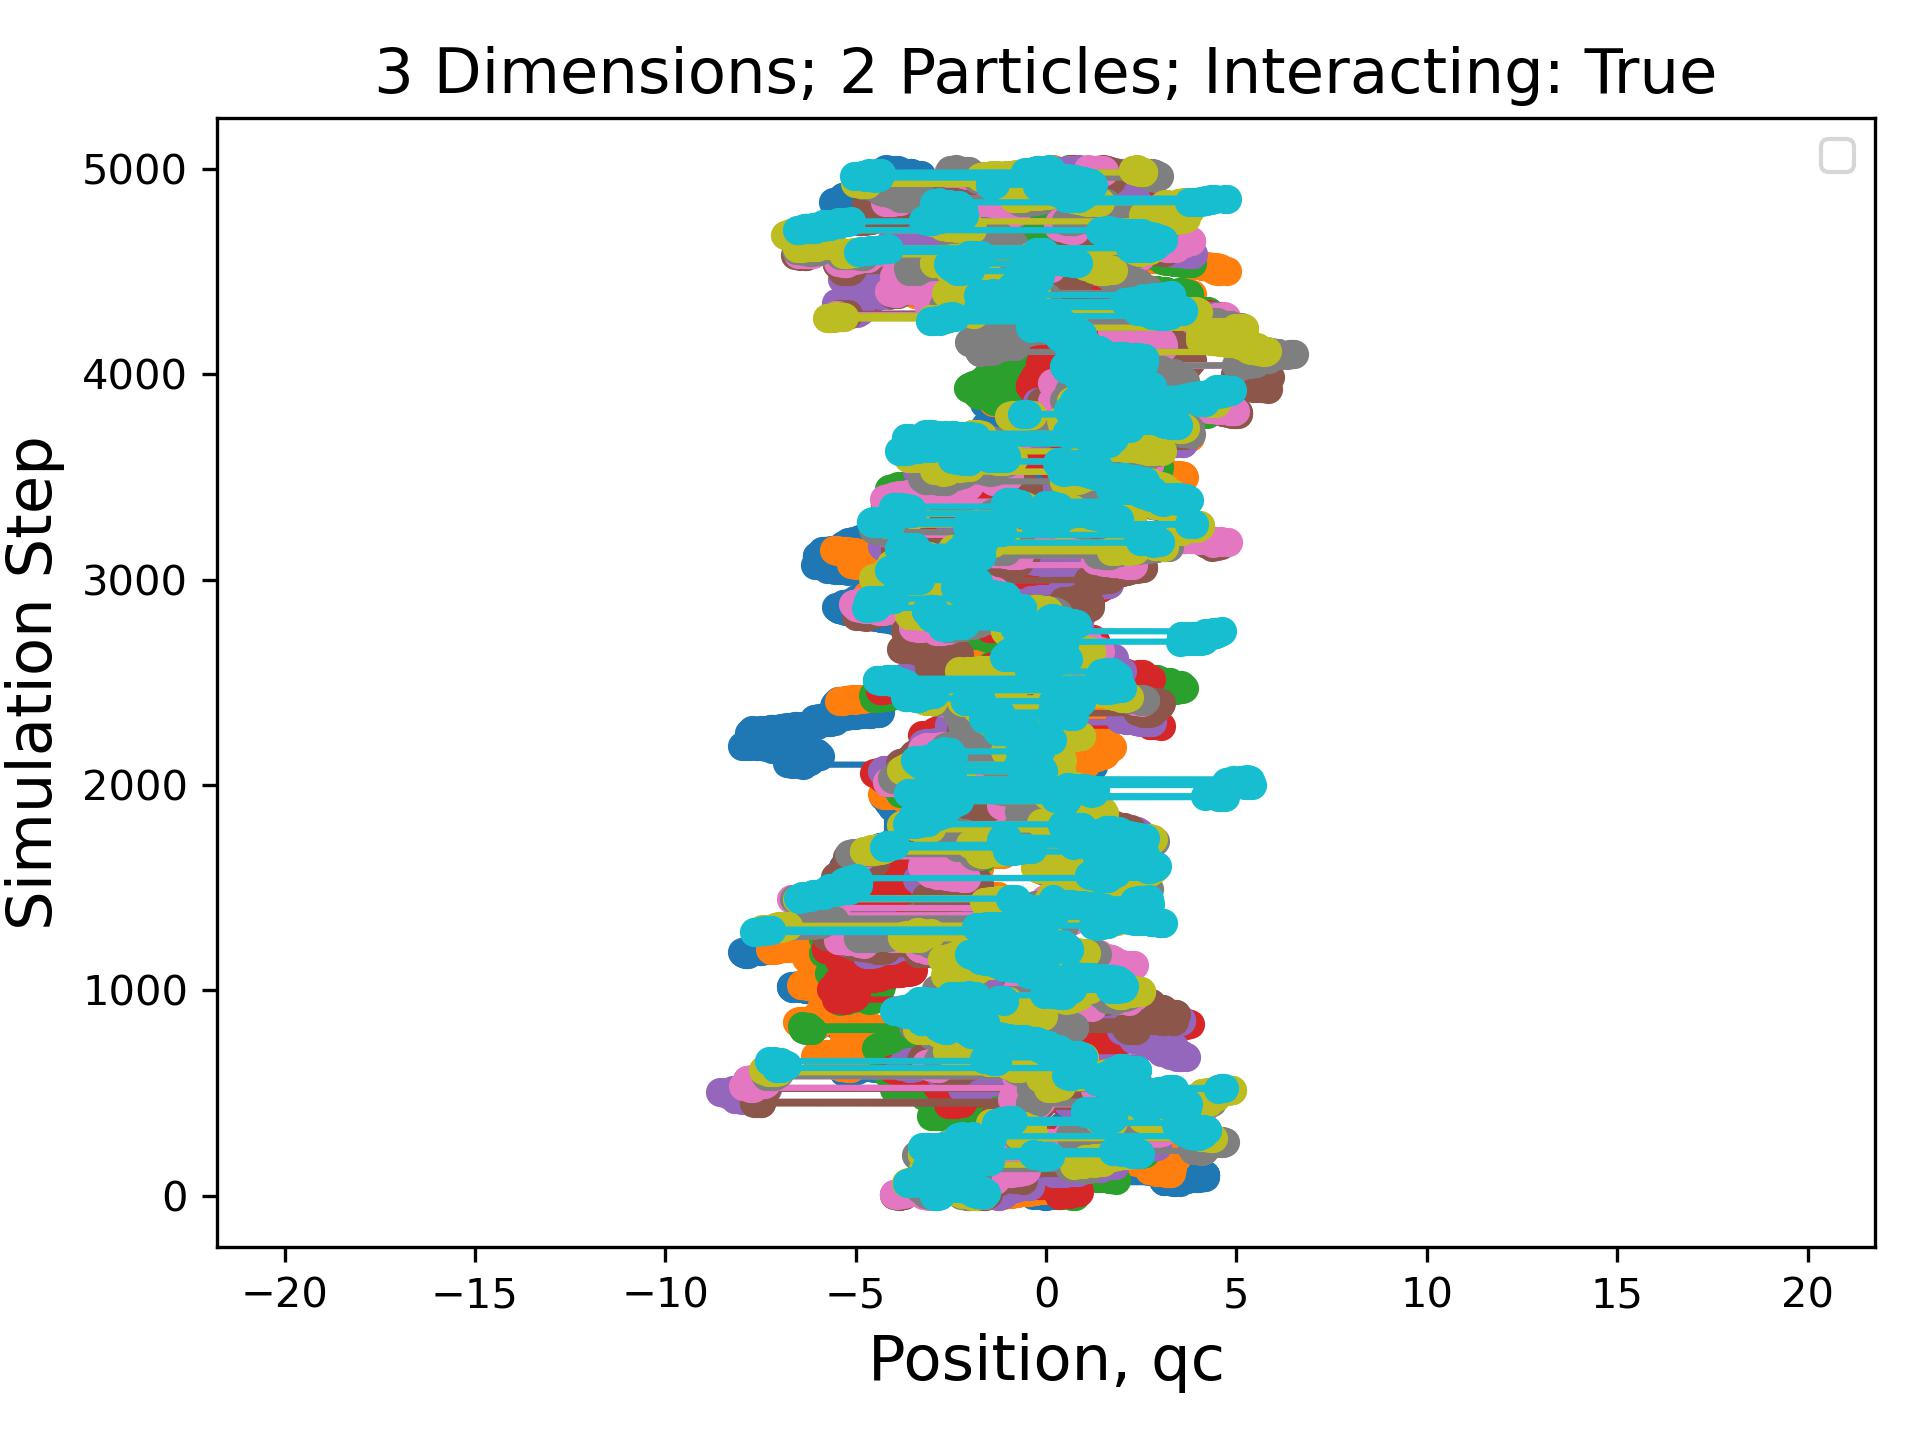 3 Dimensions; 2 Particles; Interacting: True
Simulation Step
5000
4000
3000
2000
1000
0
−20 −15 −10 −5 0 5 10 15 20
Position, qc